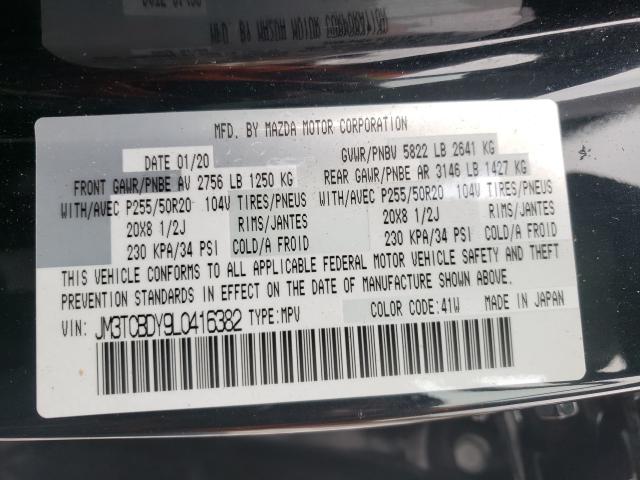 MFD. BY MAZDA MOTOR CORPORATION
DATE 01/20 GVWR/PNBV 5822 LB 2641 KG
FRONT GAWR/PNBE AV 2756 LB 1250 KG REAR GAWR/PNBE AR 3146 LB 1427 KG
WITH/AVEC P255/50R20 104V TIRES/PNEUS WITH/AVEC P255/50R20 104V TIRES/PNEUS
20X8 1/2J RIMS/JANTES 20X8 1/2J RIMS/JANTES
230 KPA/34 PSI COLD/A FROID 230 KPA/34 PSI COLD/A FROID
THIS VEHICLE CONFORMS TO ALL APPLICABLE FEDERAL MOTOR VEHICLE SAFETY AND THEFT
PREVENTION STANDARDS IN EFFECT ON THE DATE OF MANUFACTURE SHOWN ABOVE.
VIN: JM3TCBDY9L0416382 TYPE:MPV COLOR CODE:41W MADE IN JAPAN